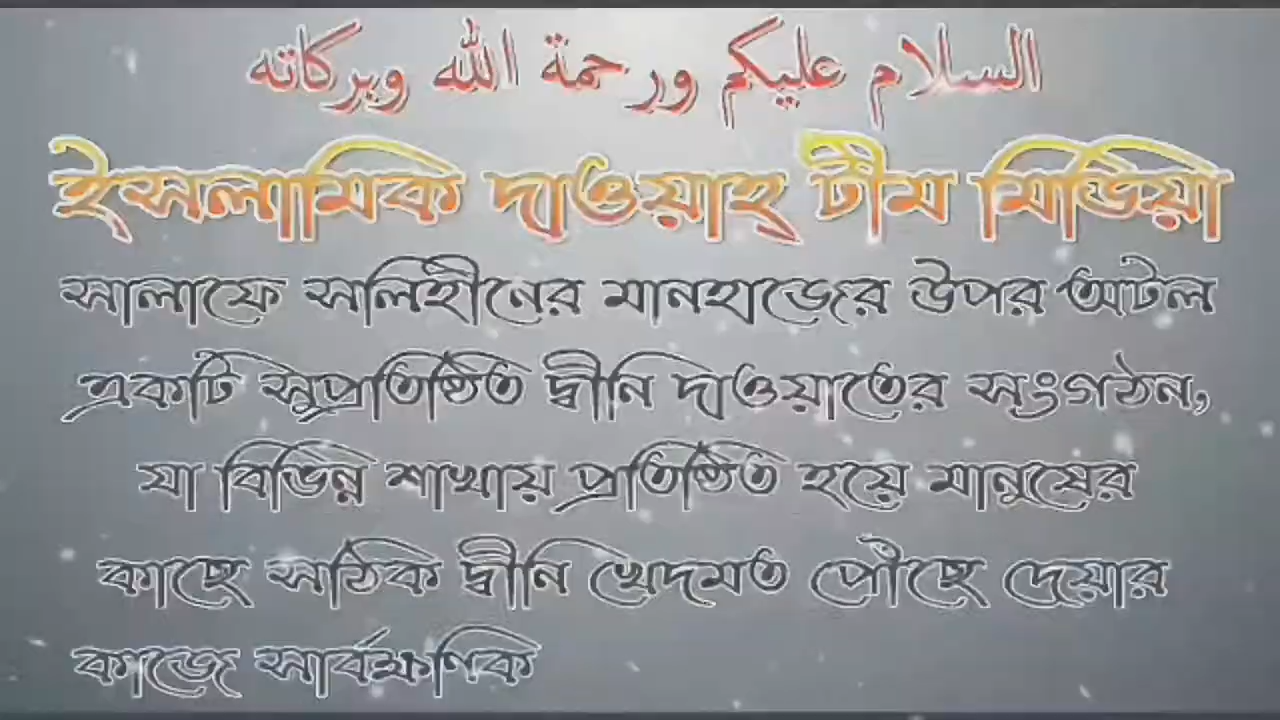 السلام عليكم ورحمة الله وبركاته
ইসলামিক দাওয়াহ টীম মিডিয়া
সালাফে সলিহীনের মানহাজের উপর অটল
একটি সুপ্রতিষ্ঠিত দ্বীনি দাওয়াতের সংগঠন,
যা বিভিন্ন শাখায় প্রতিষ্ঠিত হয়ে মানুষের
কাছে সঠিক দ্বীনি খেদমত পৌঁছে দেয়ার
কাজে সার্বক্ষণিক